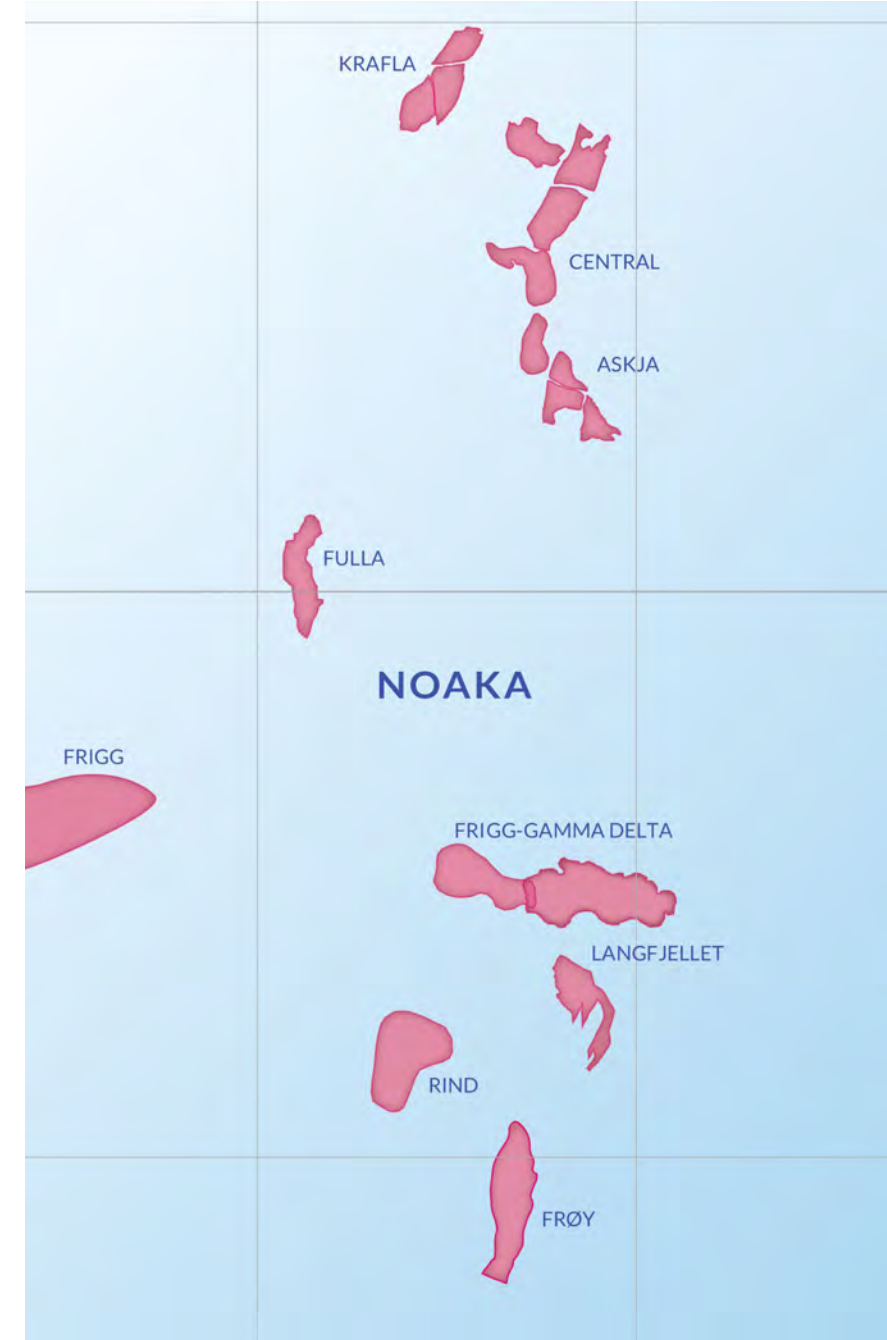 KRAFLA
CENTRAL
ASKJA
FULLA
NOAKA
FRIGG
FRIGG-GAMMA DELTA
LANGFJELLET
RIND
FRØY